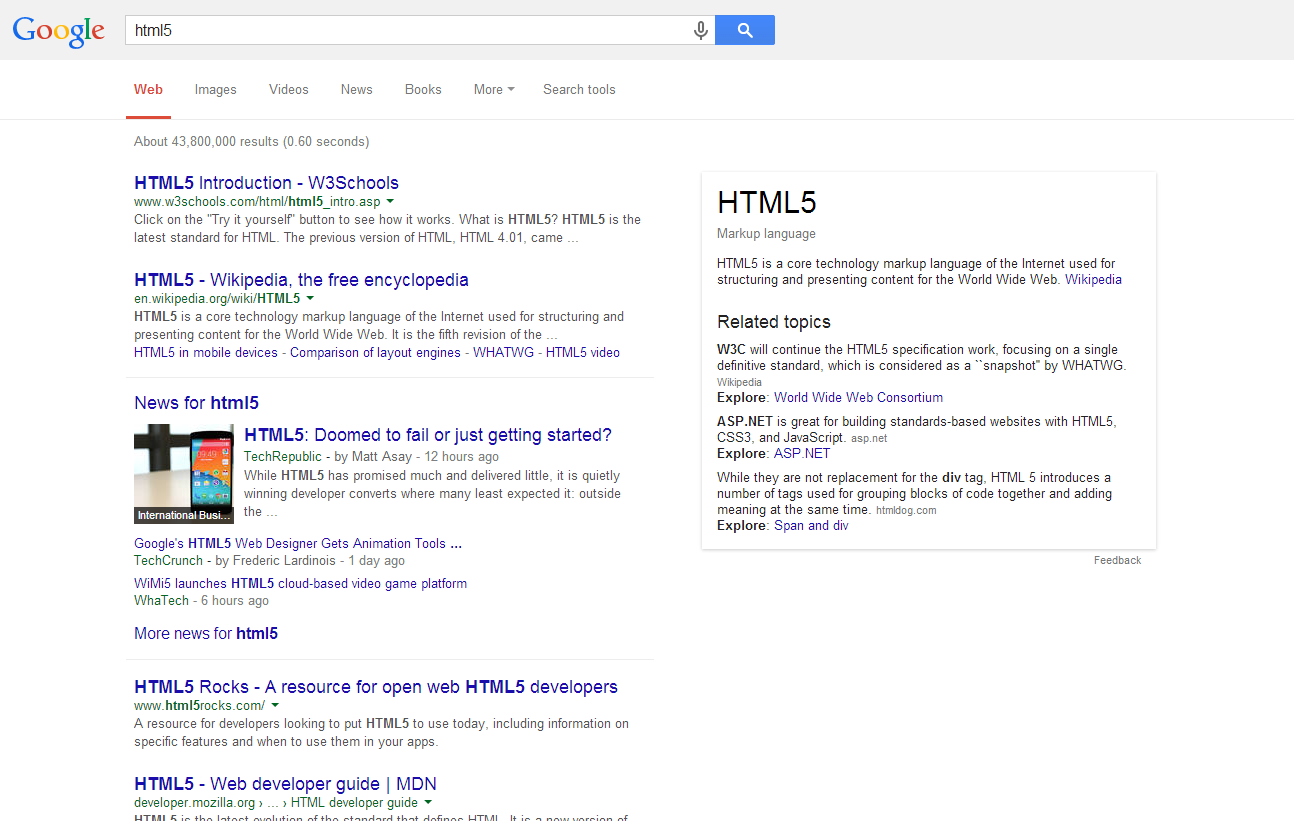 Google
html5
Web Images Videos News Books More Search tools
About 43,800,000 results (0.60 seconds)
HTML5 Introduction - W3Schools
www.w3schools.com/html/html5_intro.asp
Click on the "Try it yourself" button to see how it works. What is HTML5? HTML5 is the
latest standard for HTML. The previous version of HTML, HTML 4.01, came ...
HTML5 - Wikipedia, the free encyclopedia
en.wikipedia.org/wiki/HTML5
HTML5 is a core technology markup language of the Internet used for structuring and
presenting content for the World Wide Web. It is the fifth revision of the ...
HTML5 in mobile devices - Comparison of layout engines - WHATWG - HTML5 video
News for html5
International Busi...
HTML5: Doomed to fail or just getting started?
TechRepublic - by Matt Asay - 12 hours ago
While HTML5 has promised much and delivered little, it is quietly
winning developer converts where many least expected it: outside
the ...
Google's HTML5 Web Designer Gets Animation Tools ...
TechCrunch - by Frederic Lardinois - 1 day ago
WiMi5 launches HTML5 cloud-based video game platform
WhaTech - 6 hours ago
More news for html5
HTML5 Rocks - A resource for open web HTML5 developers
www.html5rocks.com/
A resource for developers looking to put HTML5 to use today, including information on
specific features and when to use them in your apps.
HTML5 - Web developer guide | MDN
developer.mozilla.org › ... › HTML developer guide
HTML5 is the latest evolution of the standard that defines HTML. It is a new version of
HTML5
Markup language
HTML5 is a core technology markup language of the Internet used for
structuring and presenting content for the World Wide Web. Wikipedia
Related topics
W3C will continue the HTML5 specification work, focusing on a single
definitive standard, which is considered as a ``snapshot'' by WHATWG.
Wikipedia
Explore: World Wide Web Consortium
ASP.NET is great for building standards-based websites with HTML5,
CSS3, and JavaScript. asp.net
Explore: ASP.NET
While they are not replacement for the div tag, HTML 5 introduces a
number of tags used for grouping blocks of code together and adding
meaning at the same time. htmldog.com
Explore: Span and div
Feedback